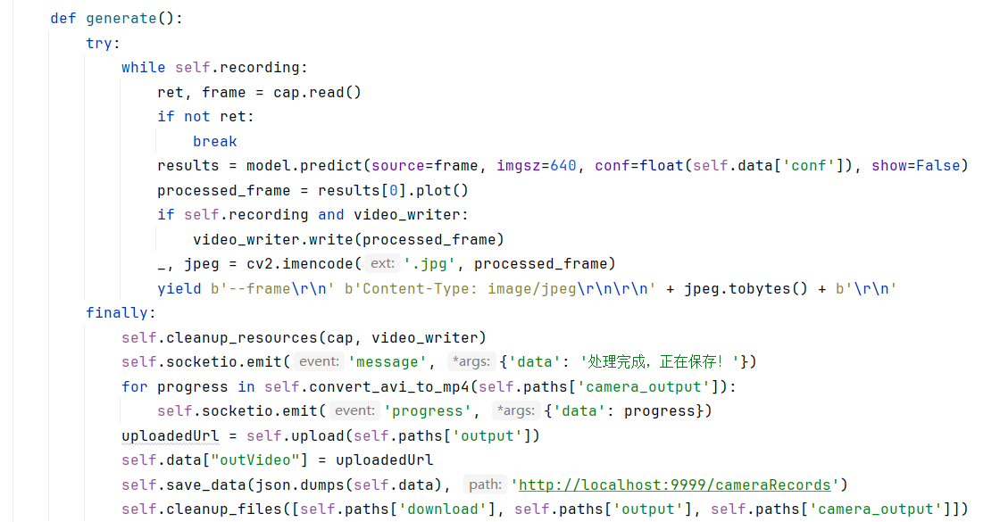 def generate():
    try:
        while self.recording:
            ret, frame = cap.read()
            if not ret:
                break
            results = model.predict(source=frame, imgsz=640, conf=float(self.data['conf']), show=False)
            processed_frame = results[0].plot()
            if self.recording and video_writer:
                video_writer.write(processed_frame)
            _, jpeg = cv2.imencode( ext: '.jpg', processed_frame)
            yield b'--frame\r\n' b'Content-Type: image/jpeg\r\n\r\n' + jpeg.tobytes() + b'\r\n'
    finally:
        self.cleanup_resources(cap, video_writer)
        self.socketio.emit( event: 'message', *args: {'data': '处理完成，正在保存！'})
        for progress in self.convert_avi_to_mp4(self.paths['camera_output']):
            self.socketio.emit( event: 'progress', *args: {'data': progress})
        uploadedUrl = self.upload(self.paths['output'])
        self.data["outVideo"] = uploadedUrl
        self.save_data(json.dumps(self.data), path: 'http://localhost:9999/cameraRecords')
        self.cleanup_files([self.paths['download'], self.paths['output'], self.paths['camera_output']])